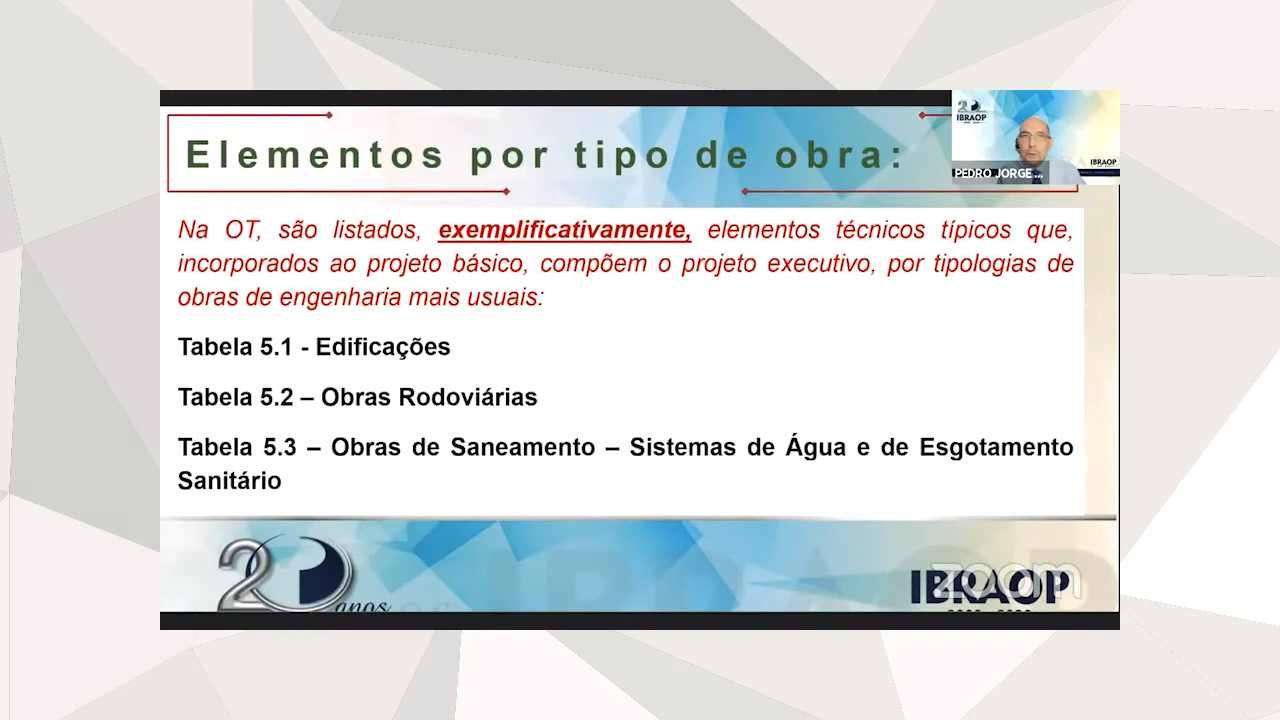 Elementos por tipo de obra:
IBRAOP
IBRAOP
PEDRO JORGE ...
Na OT, são listados, exemplificativamente, elementos técnicos típicos que,
incorporados ao projeto básico, compõem o projeto executivo, por tipologias de
obras de engenharia mais usuais:
Tabela 5.1 - Edificações
Tabela 5.2 – Obras Rodoviárias
Tabela 5.3 – Obras de Saneamento – Sistemas de Água e de Esgotamento
Sanitário
20 anos
IBRAOP
zoom